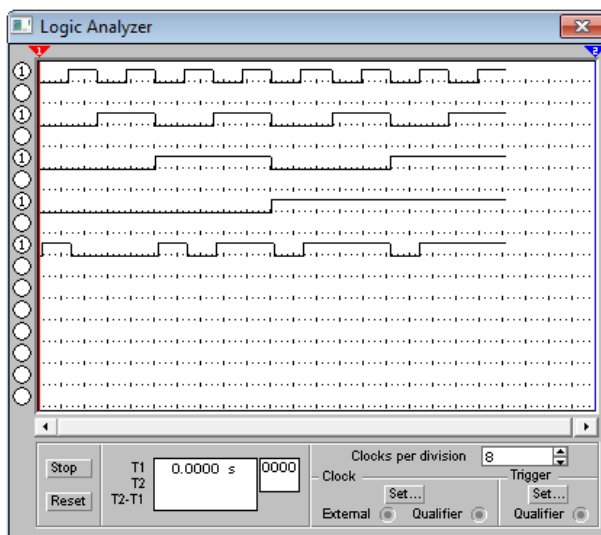 Logic Analyzer
1
2
1
1
1
1
1
Stop
Reset
T1
T2
T2-T1
0.0000 s
0000
Clocks per division
8
Clock
Set...
External
Qualifier
Trigger
Set...
Qualifier